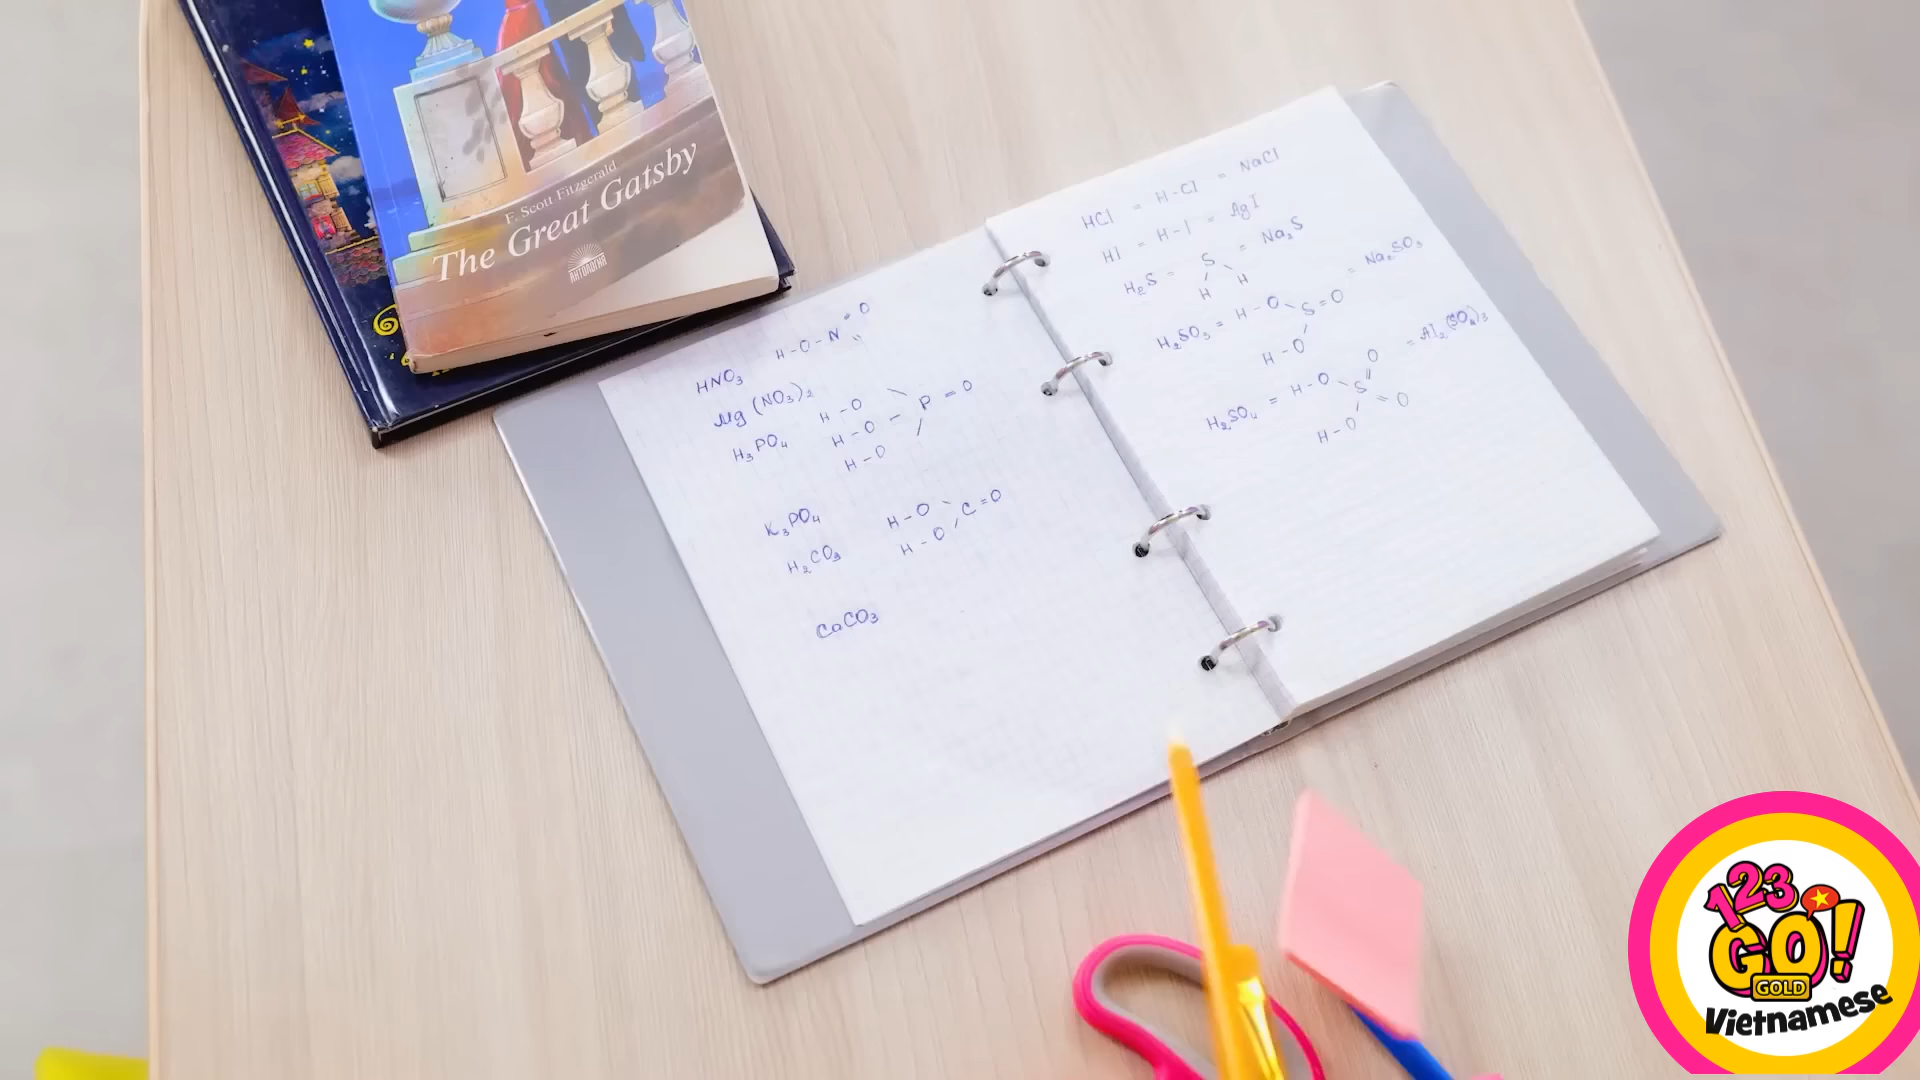 F. Scott Fitzgerald
The Great Gatsby
АНТОЛОГИЯ
HNO3 H-O-N=O
Mg(NO3)2
H3PO4 H-O
H-O - P=O
H-O
K3PO4
H2CO3 H-O C=O
H-O
CaCO3
HCl = H-Cl = NaCl
HI = H-I = AgI
H2S = S = Na2S
H H
H2SO3 = H-O S=O = Na2SO3
H-O
H2SO4 = H-O S O = Al2(SO4)3
O
H-O
123
GO!
GOLD
Vietnamese